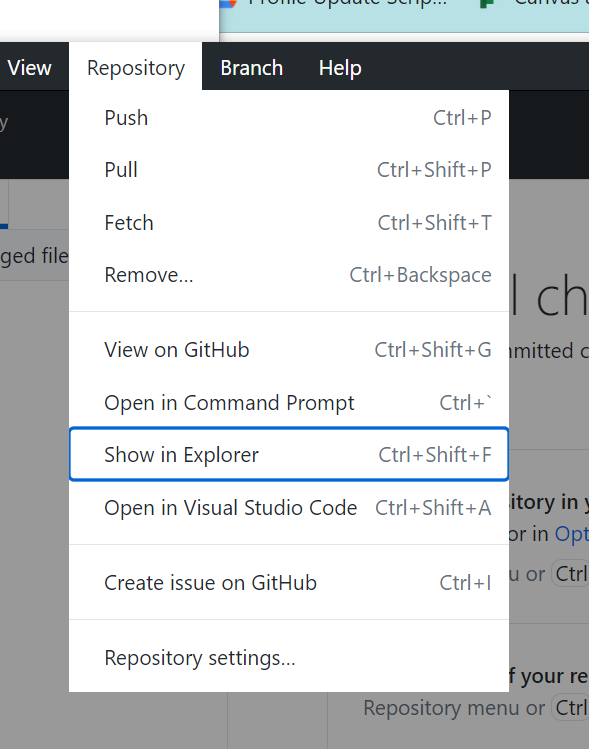 Profile Update Scrip...
Canvas
View Repository Branch Help
y
Push Ctrl+P
Pull Ctrl+Shift+P
Fetch Ctrl+Shift+T
ged file
Remove... Ctrl+Backspace
l ch
View on GitHub Ctrl+Shift+G
mmitted c
Open in Command Prompt Ctrl+`
Show in Explorer Ctrl+Shift+F
Open in Visual Studio Code Ctrl+Shift+A
itory in y
or in Opt
u or Ctrl
Create issue on GitHub Ctrl+I
Repository settings...
f your re
Repository menu or Ctrl